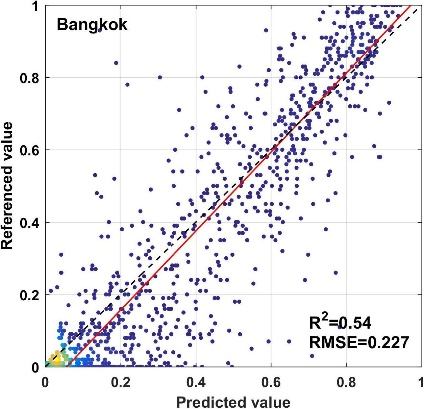 Bangkok
1
0.8
0.6
0.4
0.2
0
0 0.2 0.4 0.6 0.8 1
Referenced value
Predicted value
R²=0.54
RMSE=0.227